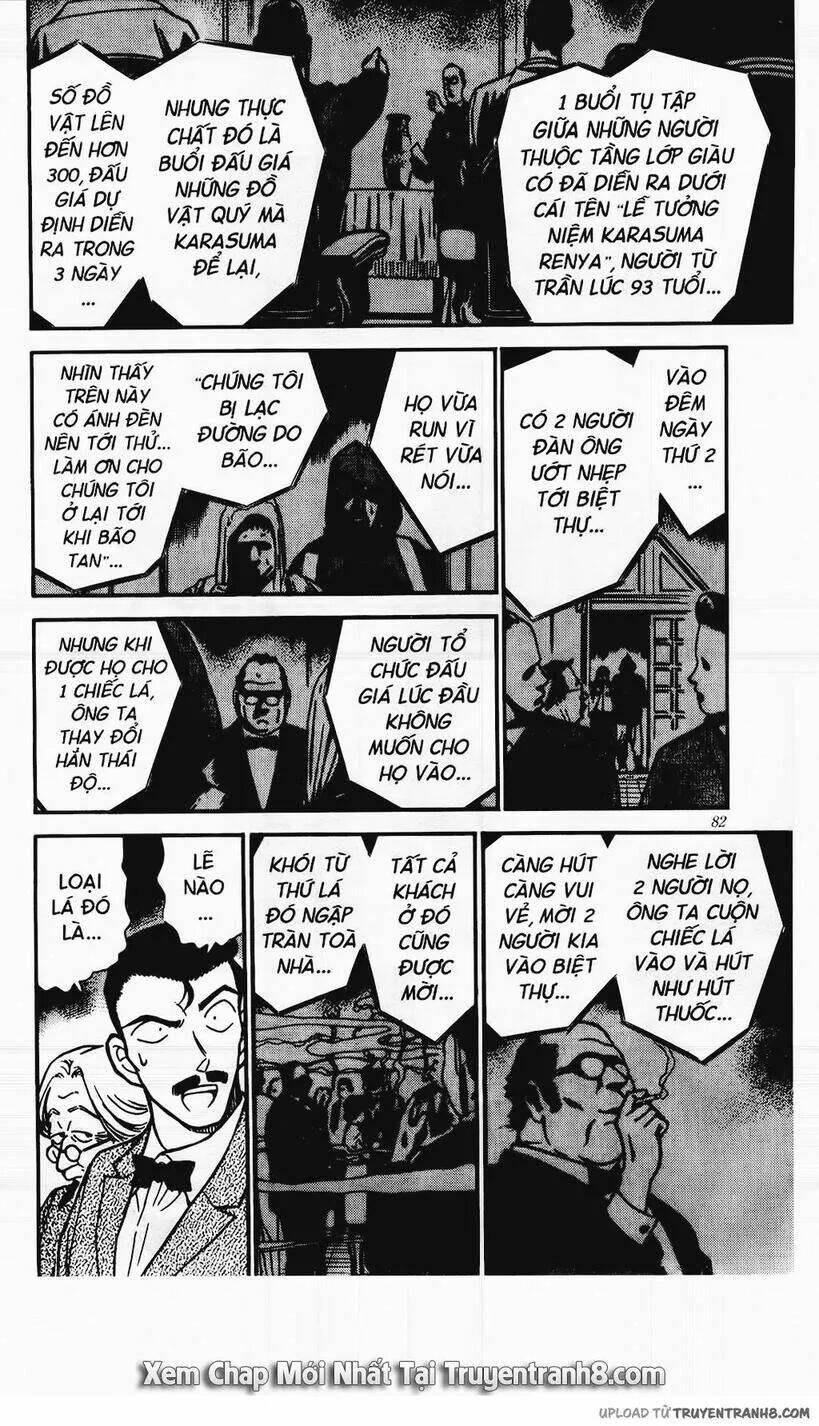 1 BUỔI TỤ TẬP
GIỮA NHỮNG NGƯỜI
THUỘC TẦNG LỚP GIÀU
CÓ ĐÃ DIỄN RA DƯỚI
CÁI TÊN "LỄ TƯỞNG
NIỆM KARASUMA
RENYA", NGƯỜI TỪ
TRẦN LÚC 93 TUỔI...
NHƯNG THỰC
CHẤT ĐÓ LÀ
BUỔI ĐẤU GIÁ
NHỮNG ĐỒ
VẬT QUÝ MÀ
KARASUMA
ĐỂ LẠI,
SỐ ĐỒ
VẬT LÊN
ĐẾN HƠN
300, ĐẤU
GIÁ DỰ
ĐỊNH DIỄN
RA TRONG
3 NGÀY
...
VÀO
ĐÊM
NGÀY
THỨ 2
...
CÓ 2 NGƯỜI
ĐÀN ÔNG
ƯỚT NHẸP
TỚI BIỆT
THỰ...
HỌ VỪA
RUN VÌ
RÉT VỪA
NÓI...
"CHÚNG TÔI
BỊ LẠC
ĐƯỜNG DO
BÃO...
NHÌN THẤY
TRÊN NÀY
CÓ ÁNH ĐỀN
NÊN TỚI THỬ...
LÀM ƠN CHO
CHÚNG TÔI
Ở LẠI TỚI
KHI BÃO
TAN"...
NGƯỜI TỔ
CHỨC ĐẤU
GIÁ LÚC ĐẦU
KHÔNG
MUỐN CHO
HỌ VÀO...
NHƯNG KHI
ĐƯỢC HỌ CHO
1 CHIẾC LÁ,
ÔNG TA
THAY ĐỔI
HẲN THÁI
ĐỘ...
82
NGHE LỜI
2 NGƯỜI NỌ,
ÔNG TA CUỘN
CHIẾC LÁ
VÀO VÀ HÚT
NHƯ HÚT
THUỐC...
CÀNG HÚT
CÀNG VUI
VẺ, MỜI 2
NGƯỜI KIA
VÀO BIỆT
THỰ...
TẤT CẢ
KHÁCH
Ở ĐÓ
CŨNG
ĐƯỢC
MỜI...
KHÓI TỪ
THỨ LÁ
ĐÓ NGẬP
TRÀN TOÀ
NHÀ...
LẼ
NÀO
...
LOẠI
LÁ ĐÓ
LÀ...
Xem Chap Mới Nhất Tại Truyentranh8.com
UPLOAD TỪ TRUYENTRANH8.COM